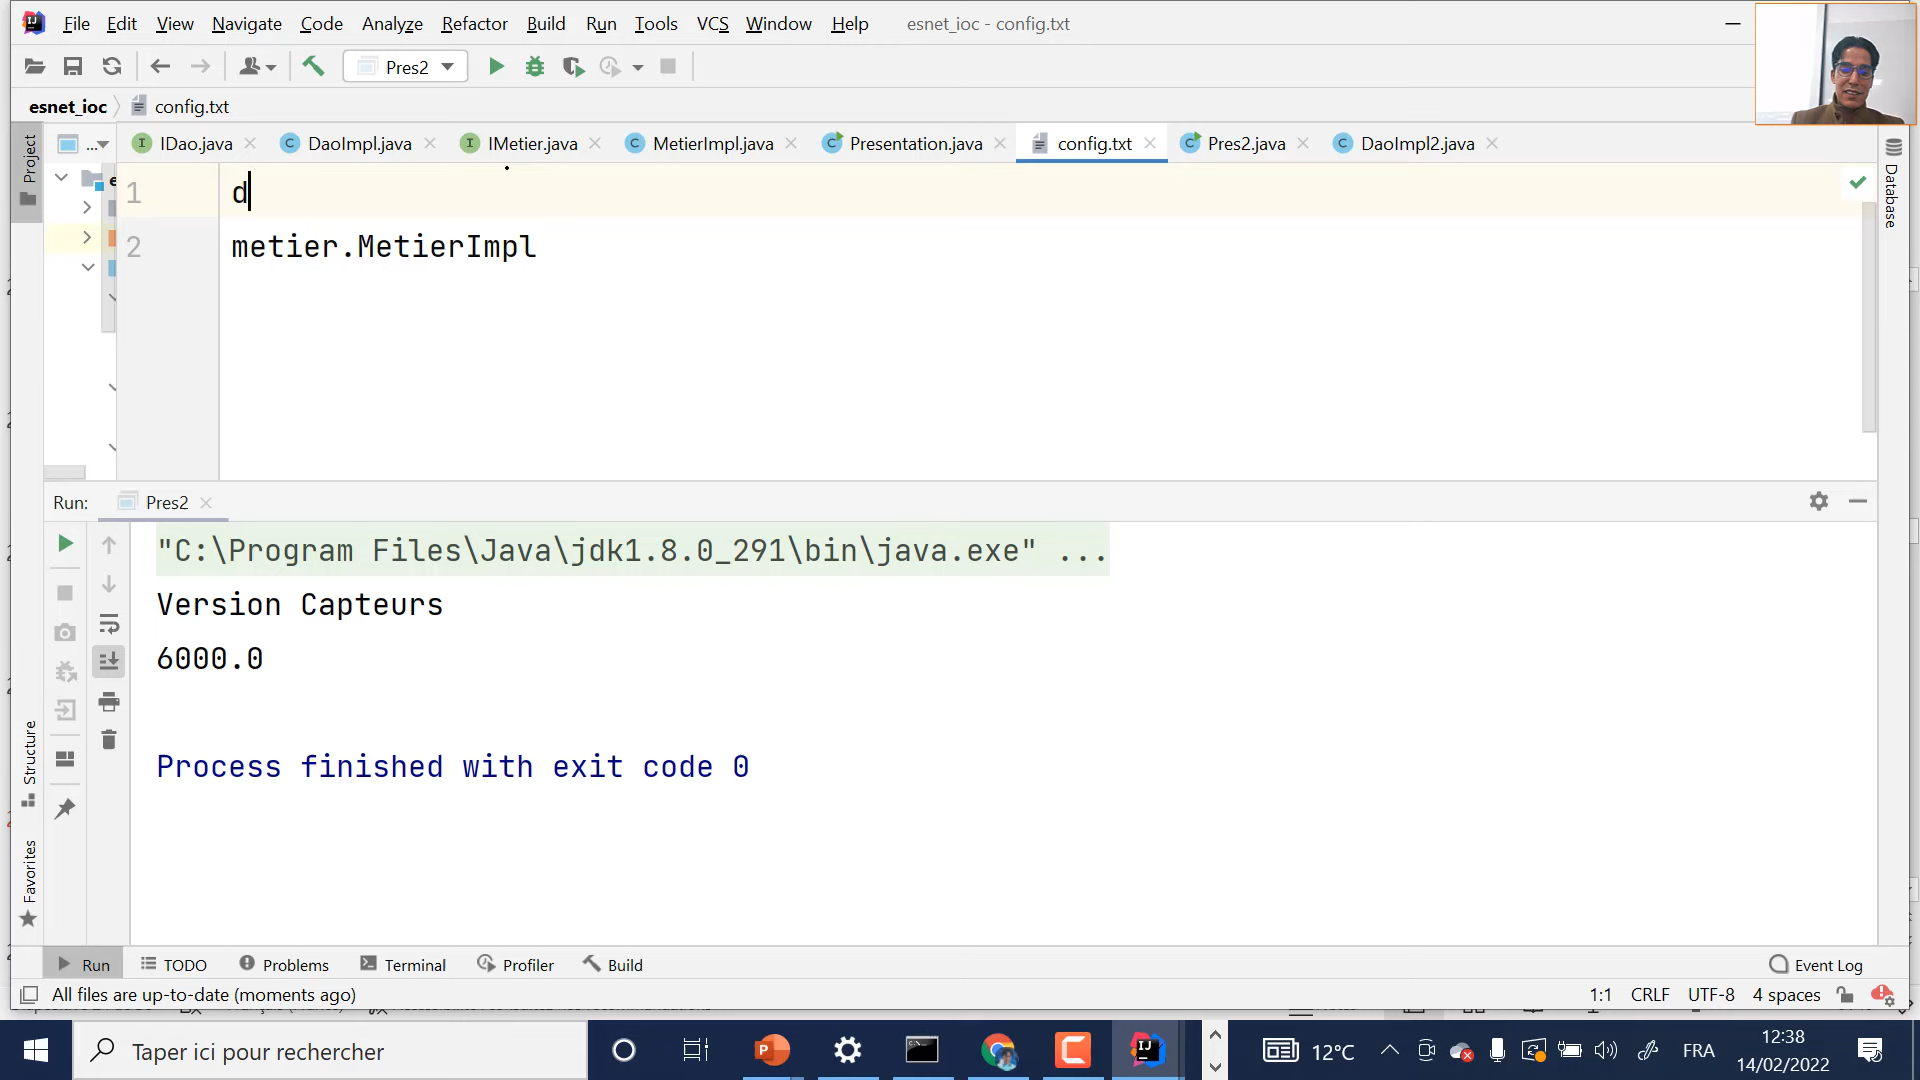 File Edit View Navigate Code Analyze Refactor Build Run Tools VCS Window Help esnet_ioc - config.txt
Pres2
esnet_ioc config.txt
IDao.java DaoImpl.java IMetier.java MetierImpl.java Presentation.java config.txt Pres2.java DaoImpl2.java
Project
...
e
Database
1 d
2 metier.MetierImpl
Run: Pres2
"C:\Program Files\Java\jdk1.8.0_291\bin\java.exe" ...
Version Capteurs
6000.0
Process finished with exit code 0
Structure
Favorites
Run TODO Problems Terminal Profiler Build Event Log
All files are up-to-date (moments ago) 1:1 CRLF UTF-8 4 spaces
Taper ici pour rechercher
12°C FRA 12:38
14/02/2022